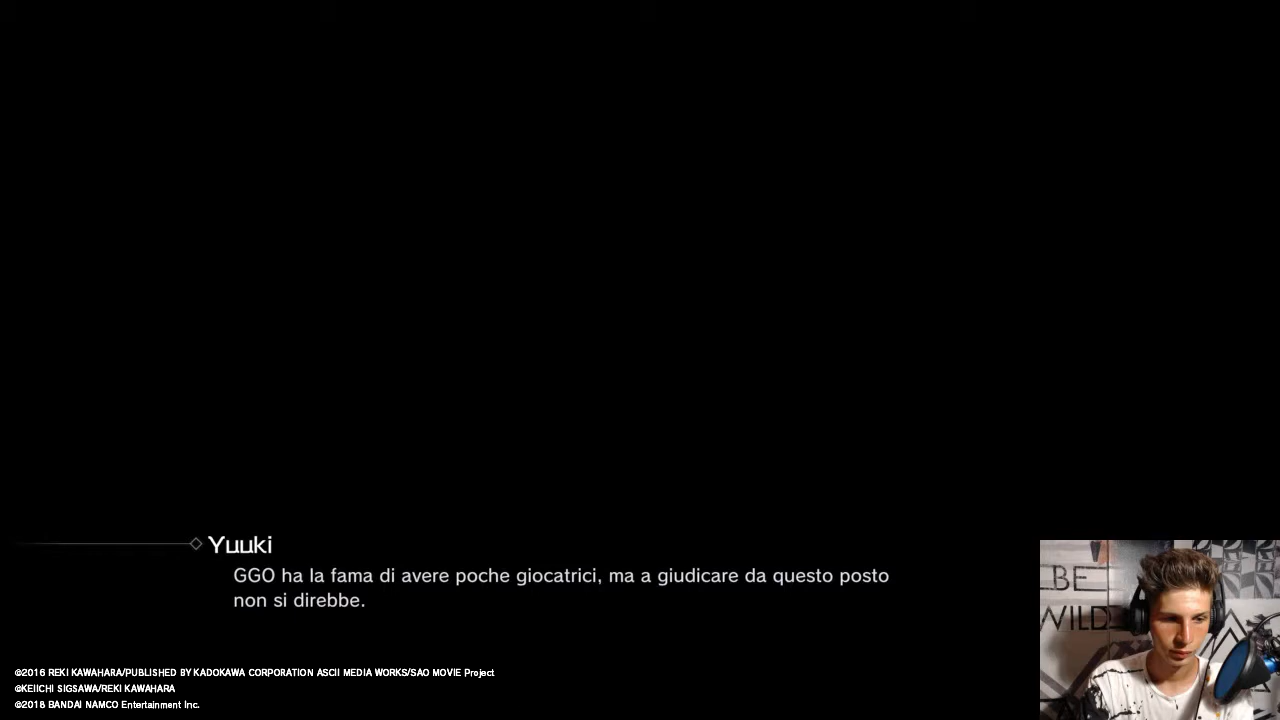 Yuuki
GGO ha la fama di avere poche giocatrici, ma a giudicare da questo posto
non si direbbe.
©2016 REKI KAWAHARA/PUBLISHED BY KADOKAWA CORPORATION ASCII MEDIA WORKS/SAO MOVIE Project
©KEIICHI SIGSAWA/REKI KAWAHARA
©2018 BANDAI NAMCO Entertainment Inc.
BE
WILD